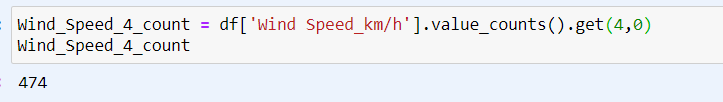 Wind_Speed_4_count = df['Wind Speed_km/h'].value_counts().get(4,0)
Wind_Speed_4_count
474